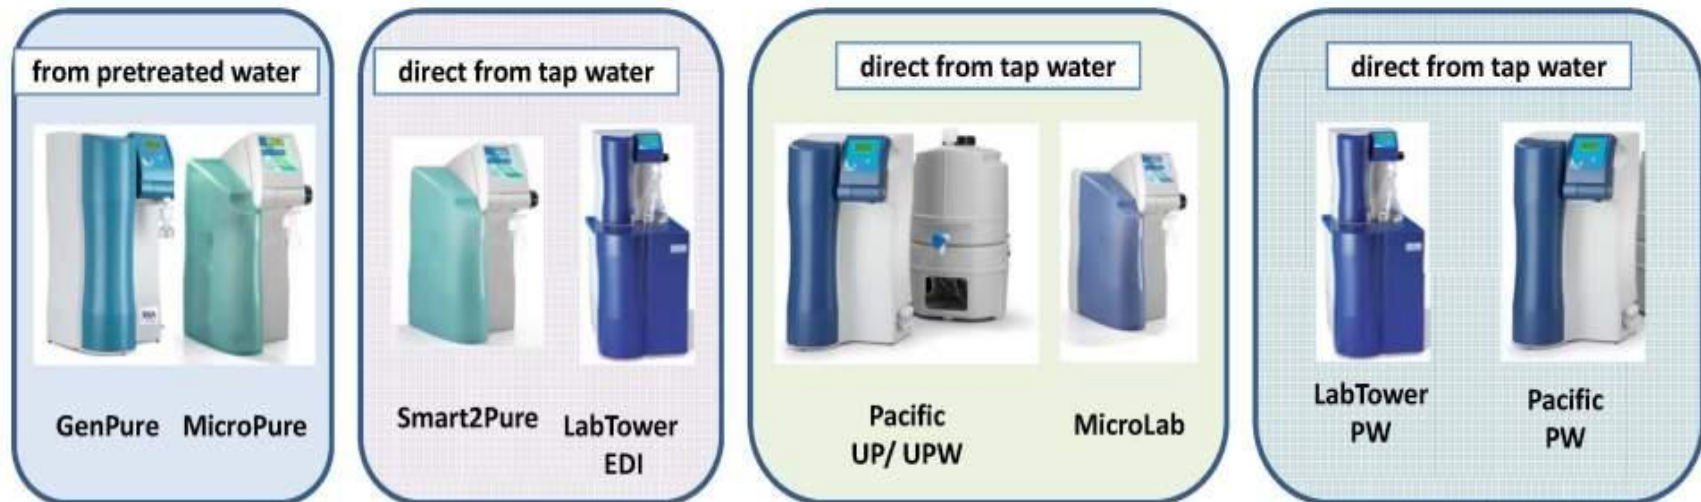 from pretreated water
direct from tap water
direct from tap water
direct from tap water
GenPure MicroPure
Smart2Pure
LabTower
EDI
Pacific
UP/ UPW
MicroLab
LabTower
PW
Pacific
PW